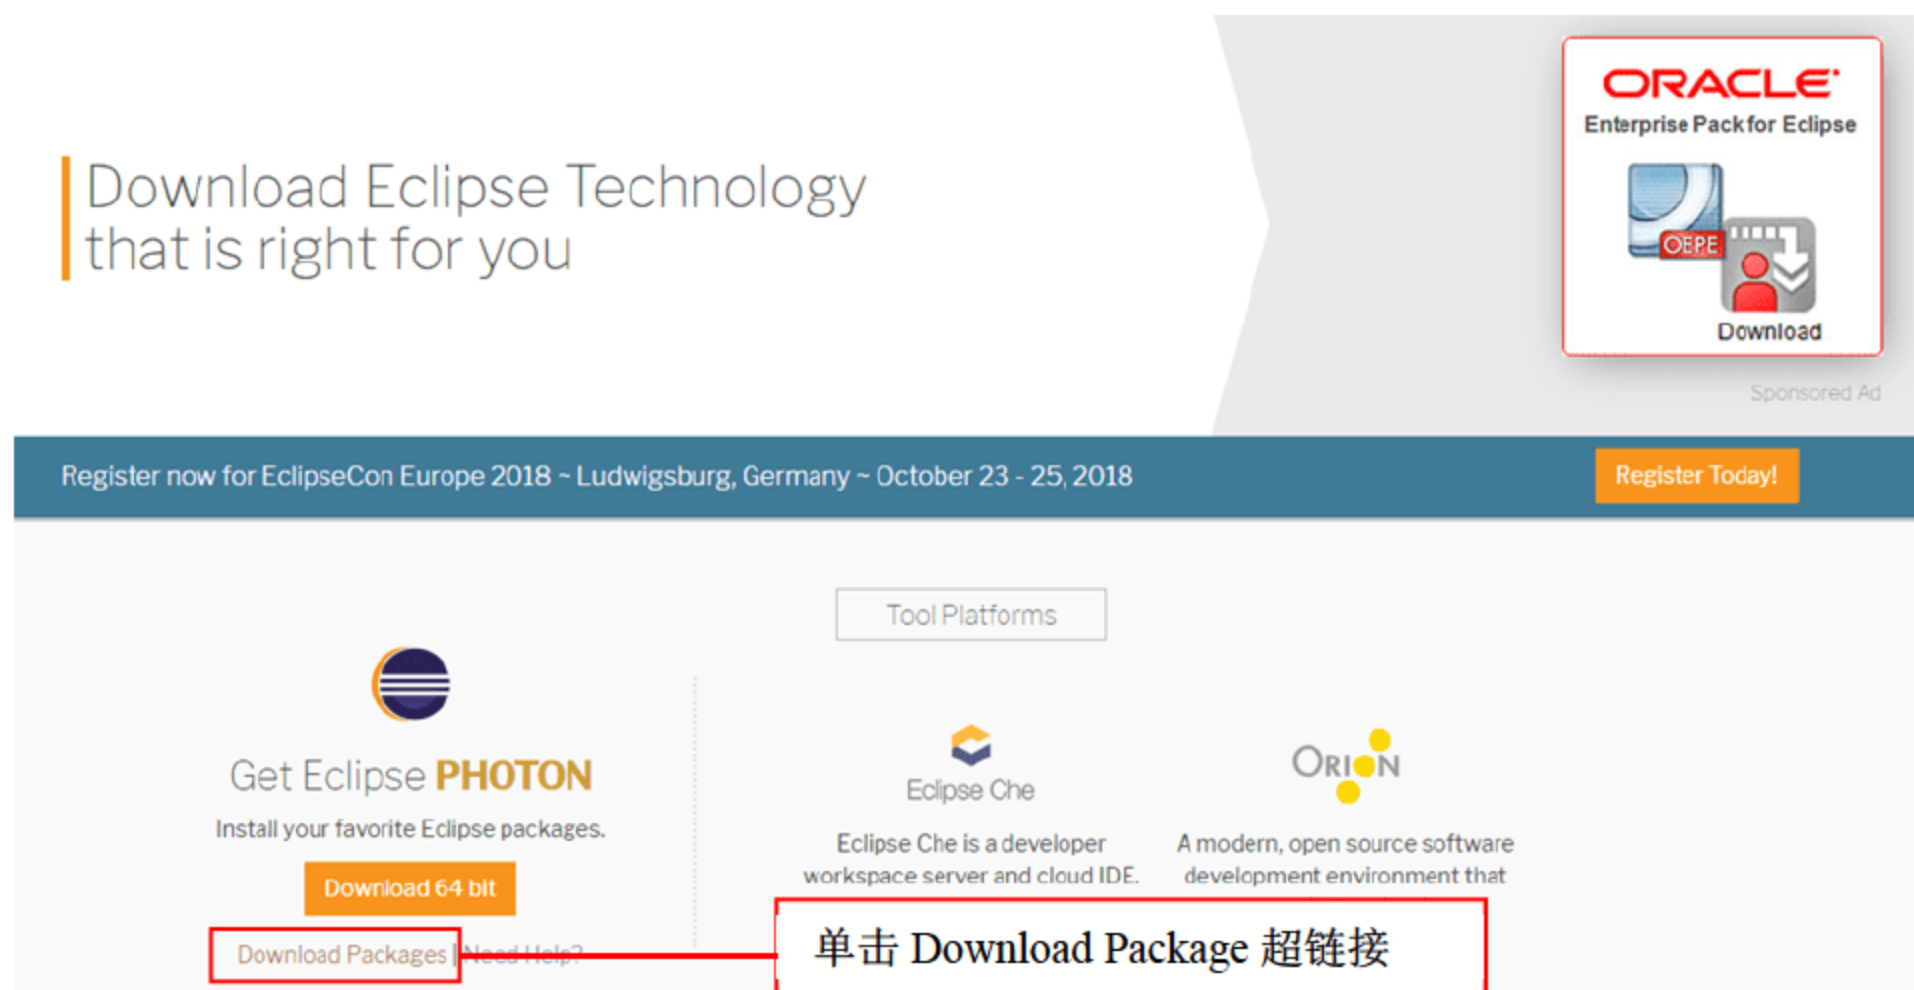 ORACLE
Enterprise Pack for Eclipse
OEPE
Download
Sponsored Ad
Download Eclipse Technology
that is right for you
Register now for EclipseCon Europe 2018 ~ Ludwigsburg, Germany ~ October 23 - 25, 2018
Register Today!
Tool Platforms
Get Eclipse PHOTON
Install your favorite Eclipse packages.
Download 64 bit
Download Packages | Need Help?
Eclipse Che
Eclipse Che is a developer
workspace server and cloud IDE.
ORION
A modern, open source software
development environment that
单击 Download Package 超链接